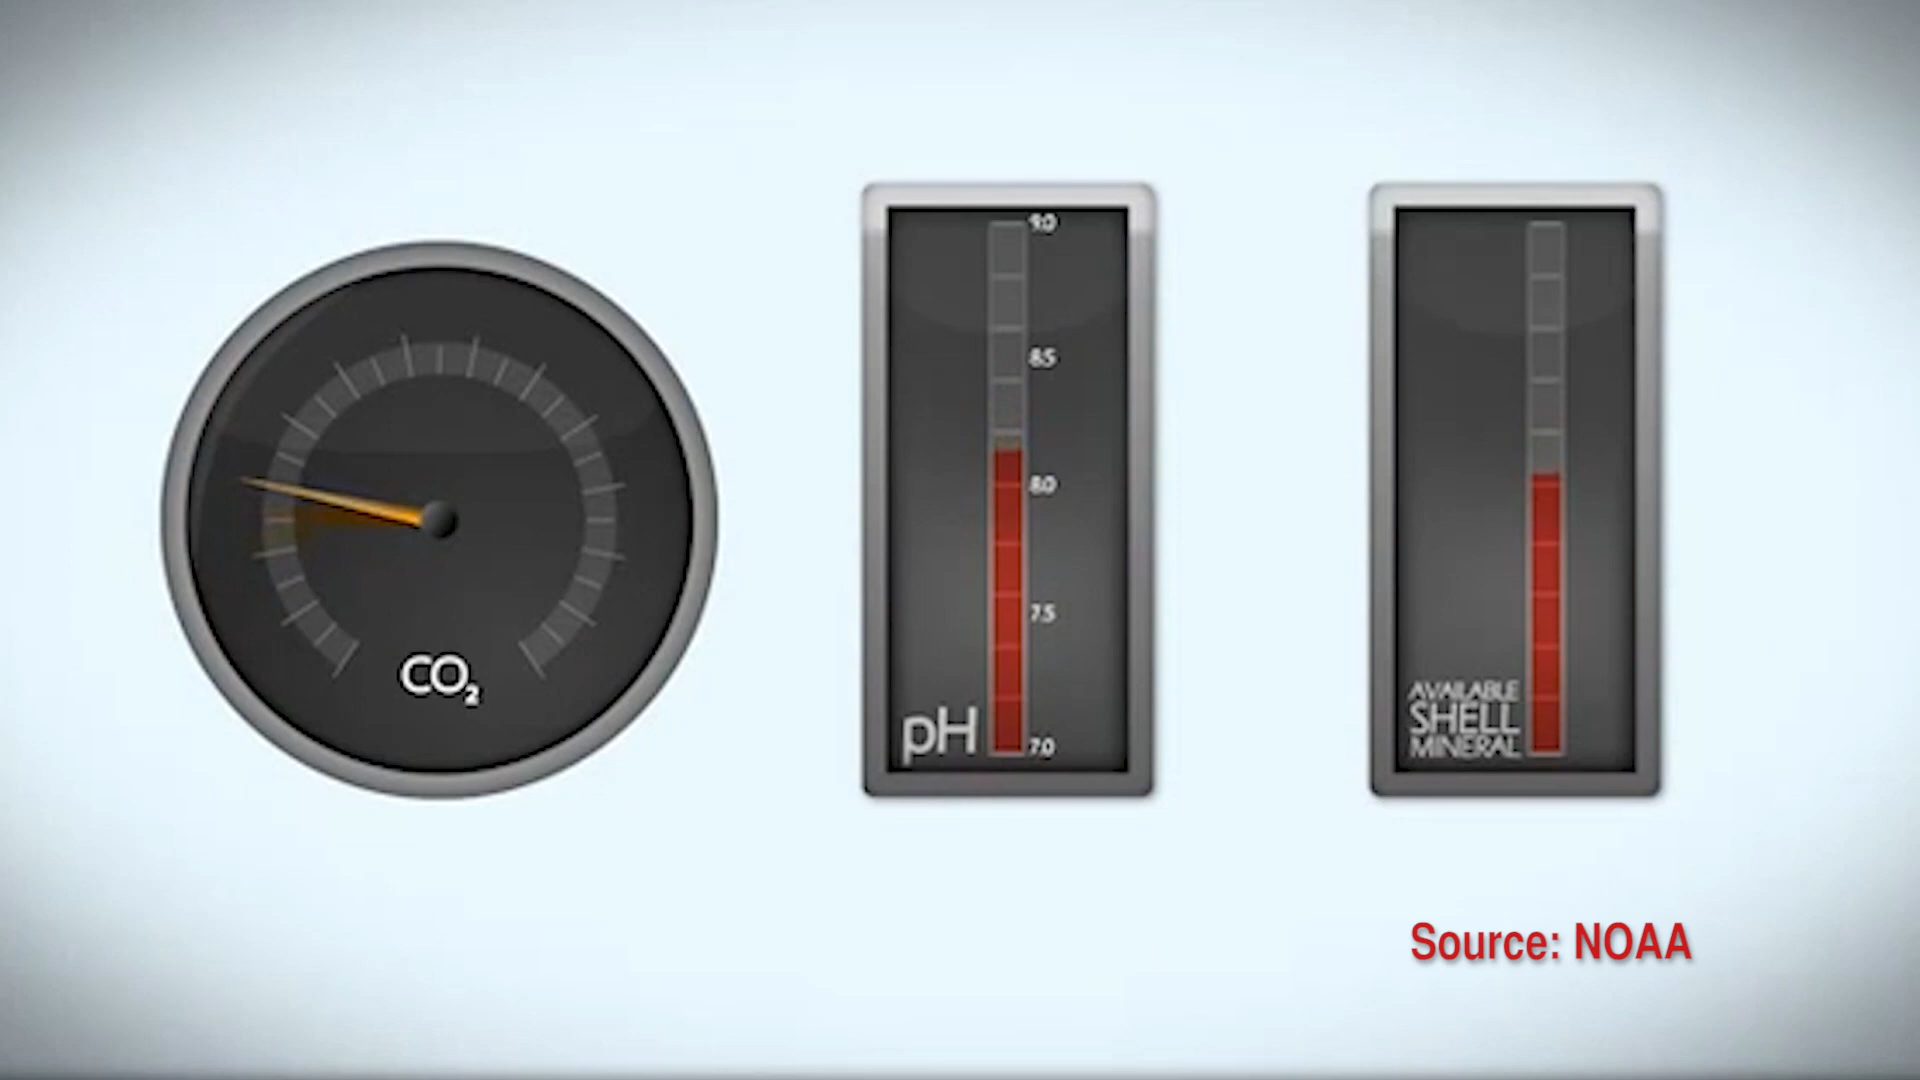 CO₂
pH
9.0
8.5
8.0
7.5
7.0
AVAILABLE
SHELL
MINERAL
Source: NOAA